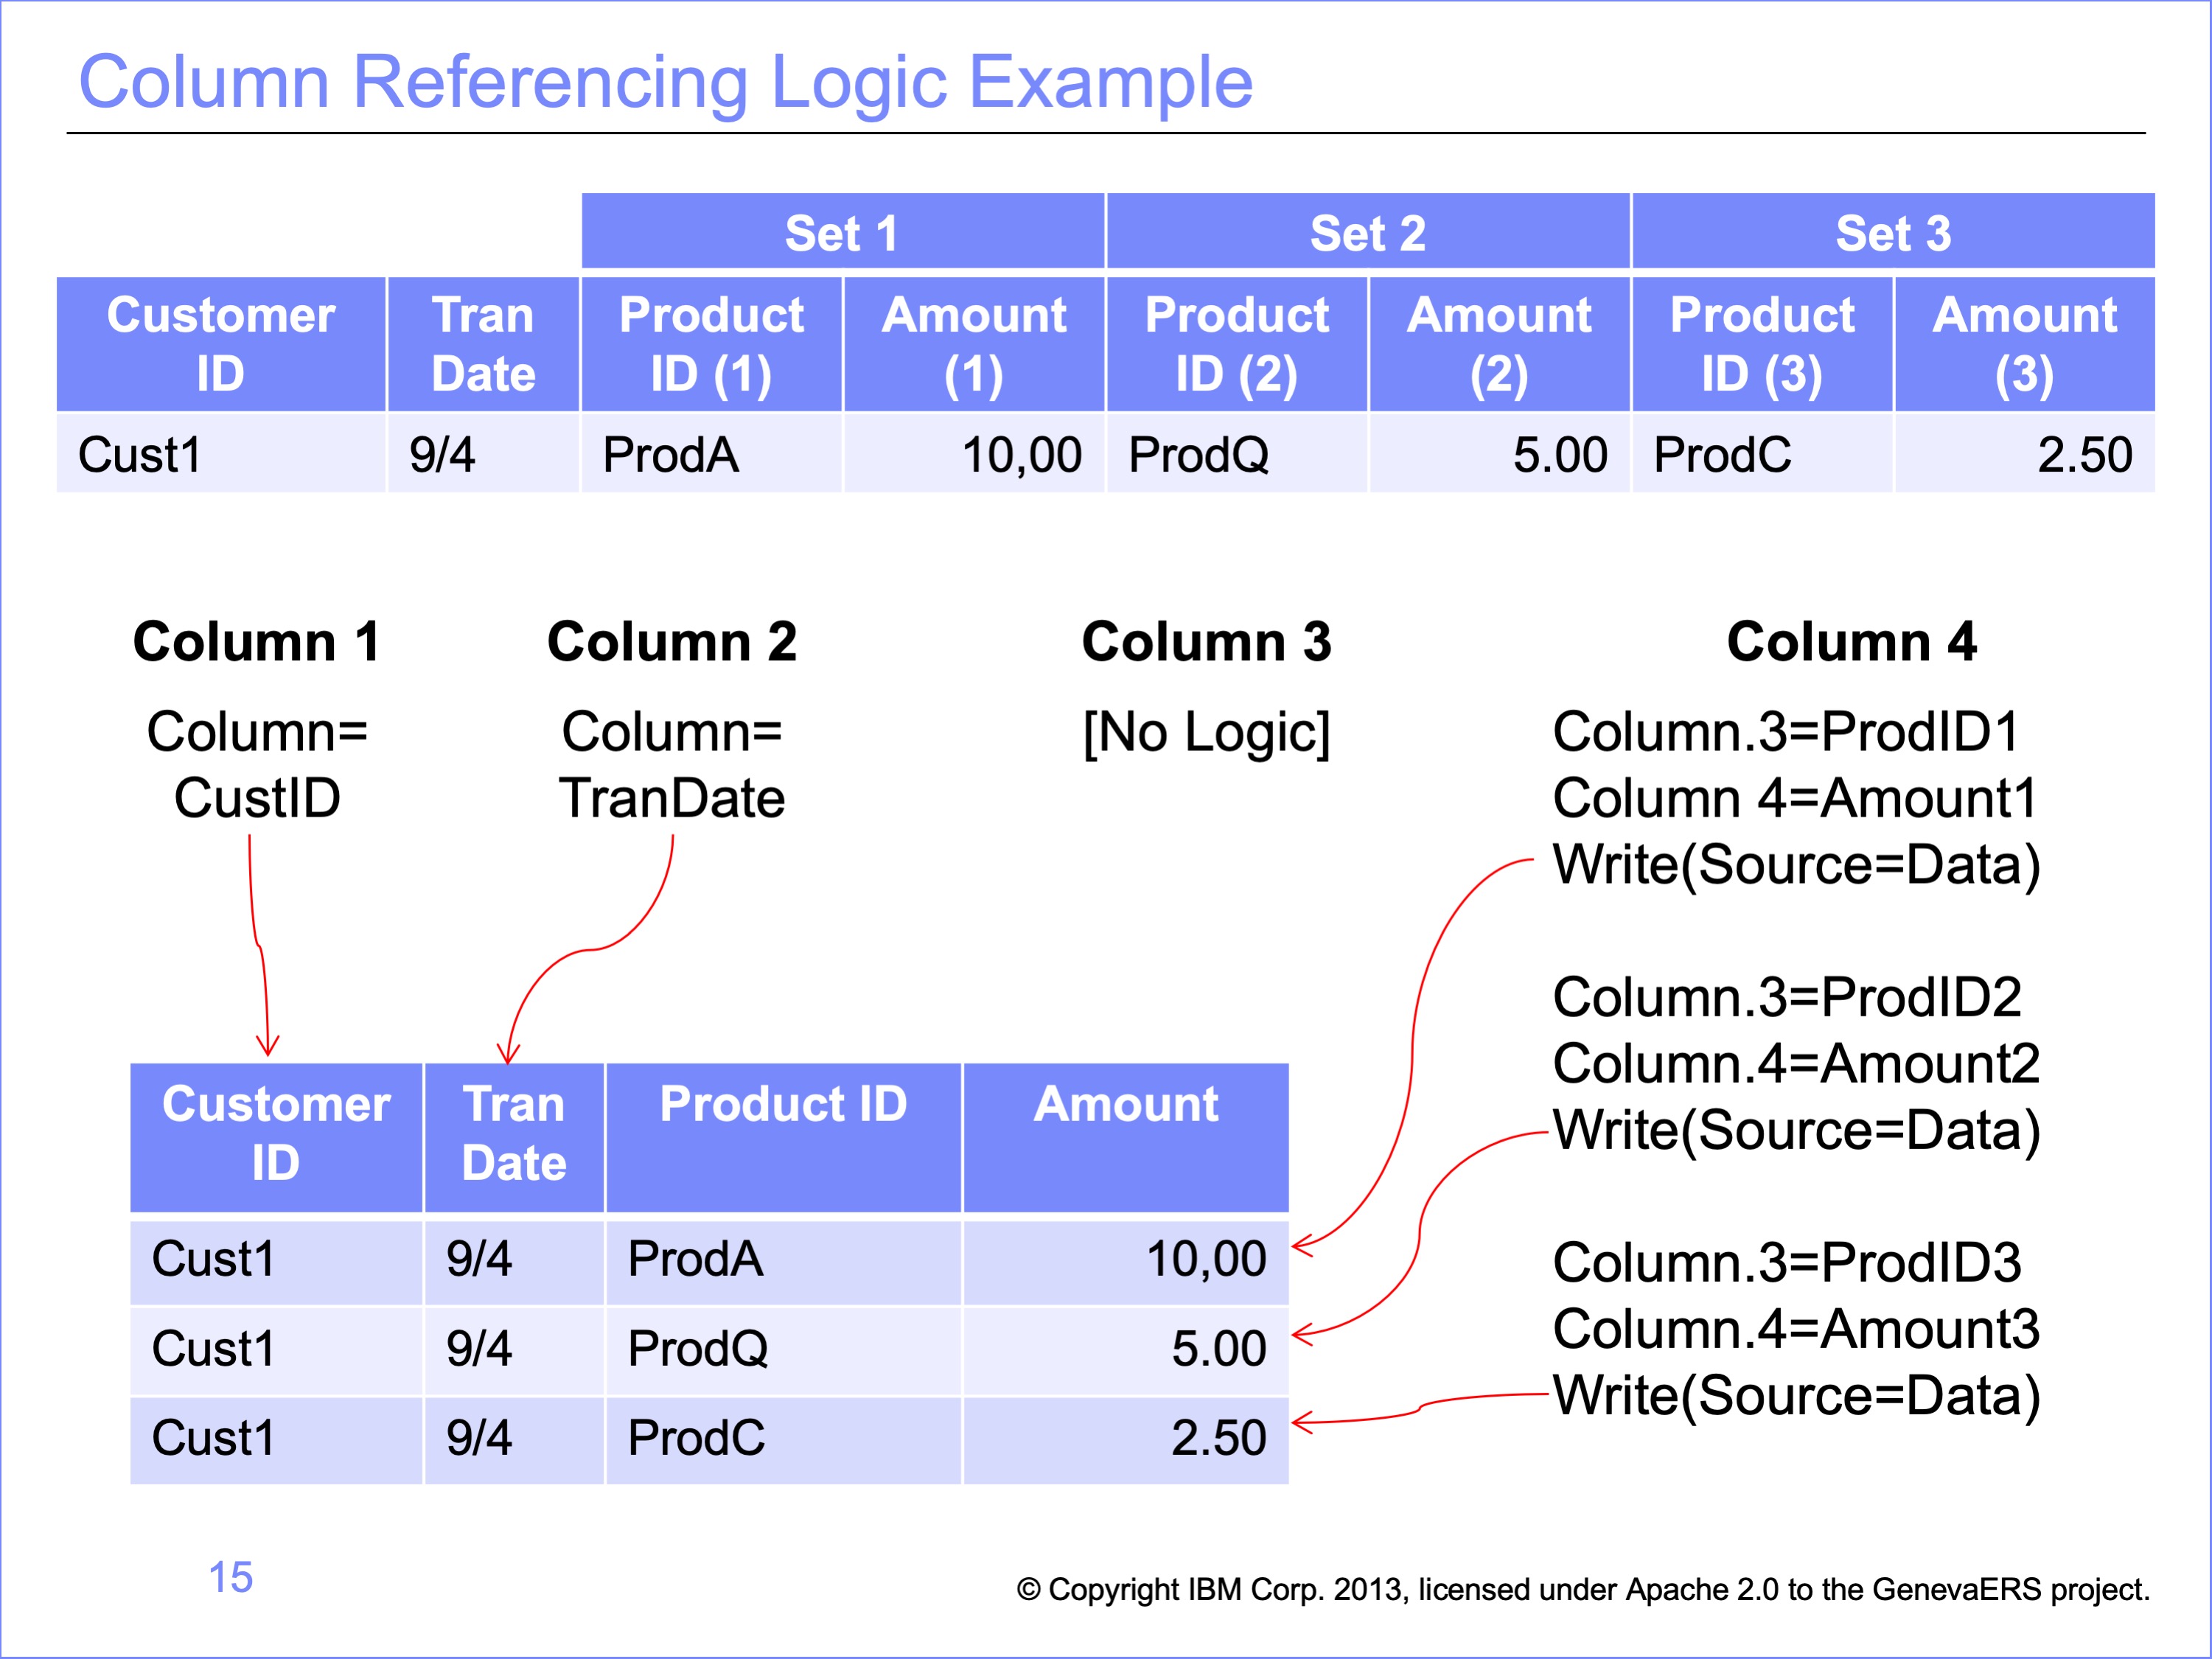 Column Referencing Logic Example
Set 1 Set 2 Set 3
Customer ID Tran Date Product ID (1) Amount (1) Product ID (2) Amount (2) Product ID (3) Amount (3)
Cust1 9/4 ProdA 10,00 ProdQ 5.00 ProdC 2.50
Column 1
Column=
CustID
Column 2
Column=
TranDate
Column 3
[No Logic]
Column 4
Column.3=ProdID1
Column 4=Amount1
Write(Source=Data)
Column.3=ProdID2
Column.4=Amount2
Write(Source=Data)
Column.3=ProdID3
Column.4=Amount3
Write(Source=Data)
Customer ID Tran Date Product ID Amount
Cust1 9/4 ProdA 10,00
Cust1 9/4 ProdQ 5.00
Cust1 9/4 ProdC 2.50
15
© Copyright IBM Corp. 2013, licensed under Apache 2.0 to the GenevaERS project.